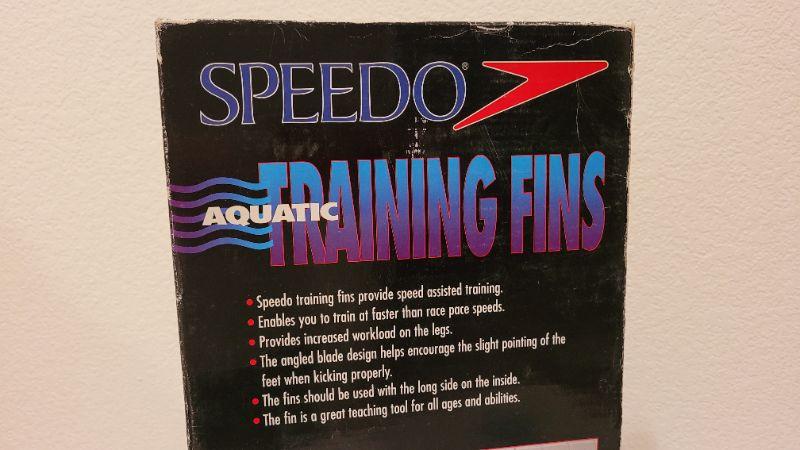 SPEEDO®
AQUATIC TRAINING FINS
• Speedo training fins provide speed assisted training.
• Enables you to train at faster than race pace speeds.
• Provides increased workload on the legs.
• The angled blade design helps encourage the slight pointing of the
feet when kicking properly.
• The fins should be used with the long side on the inside.
• The fin is a great teaching tool for all ages and abilities.